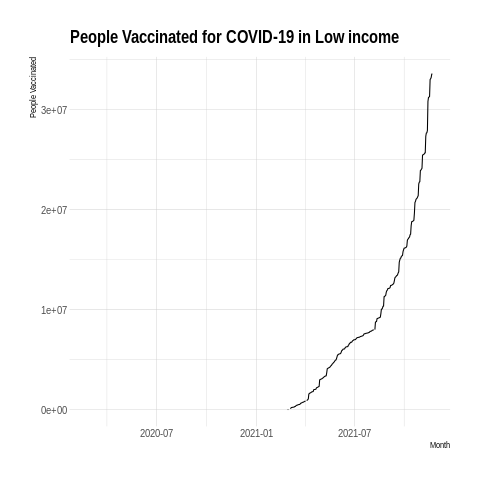 People Vaccinated for COVID-19 in Low income
People Vaccinated
3e+07
2e+07
1e+07
0e+00
2020-07
2021-01
2021-07
Month